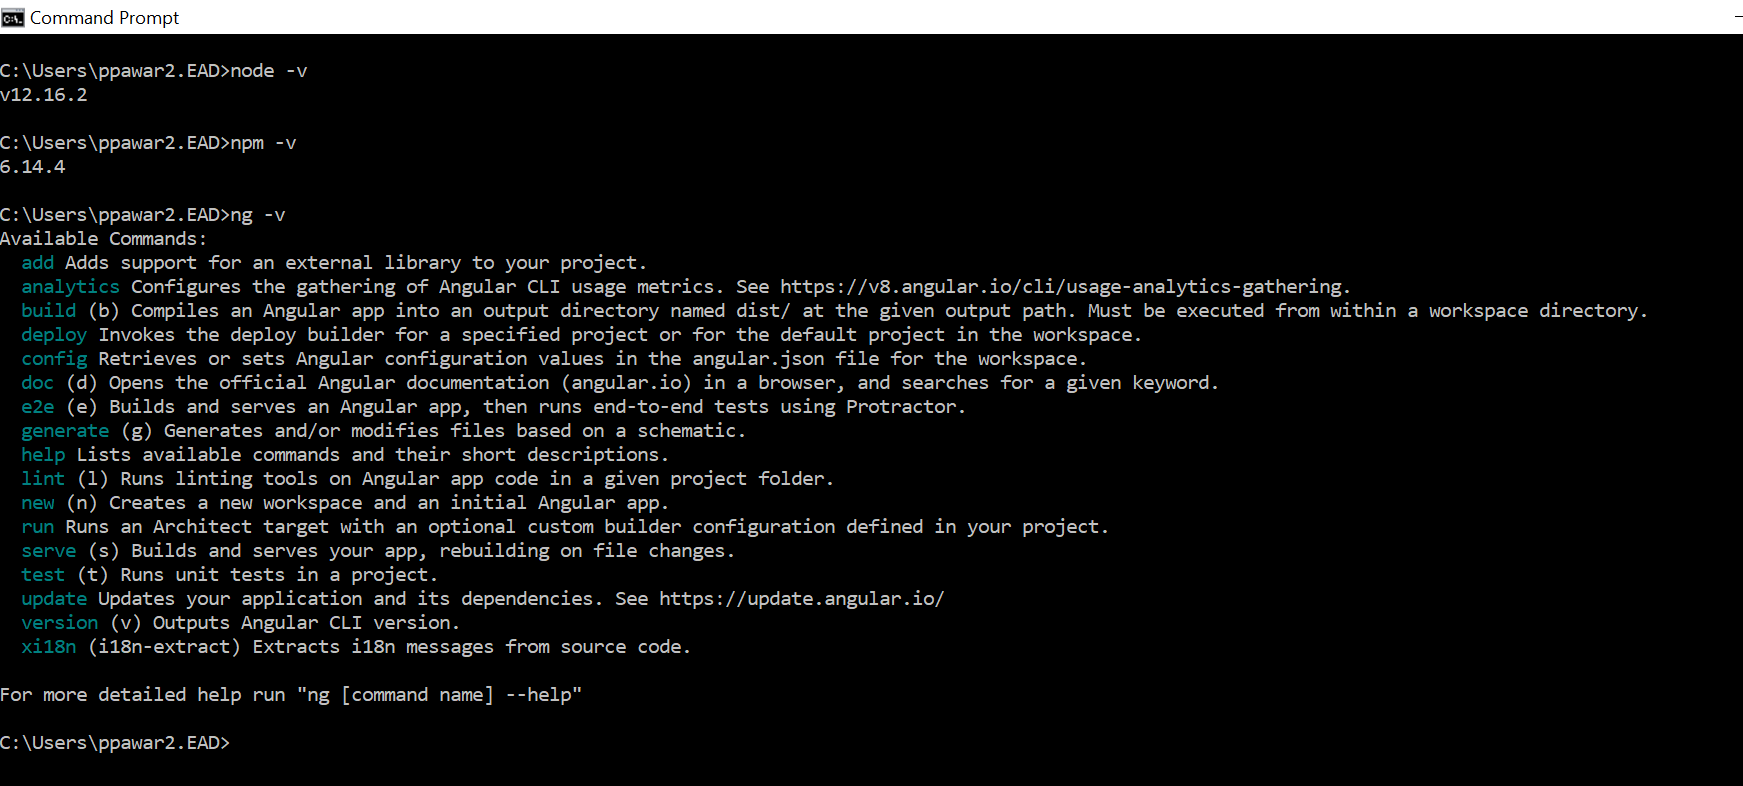 Command Prompt
C:\Users\ppawar2.EAD>node -v
v12.16.2
C:\Users\ppawar2.EAD>npm -v
6.14.4
C:\Users\ppawar2.EAD>ng -v
Available Commands:
  add Adds support for an external library to your project.
  analytics Configures the gathering of Angular CLI usage metrics. See https://v8.angular.io/cli/usage-analytics-gathering.
  build (b) Compiles an Angular app into an output directory named dist/ at the given output path. Must be executed from within a workspace directory.
  deploy Invokes the deploy builder for a specified project or for the default project in the workspace.
  config Retrieves or sets Angular configuration values in the angular.json file for the workspace.
  doc (d) Opens the official Angular documentation (angular.io) in a browser, and searches for a given keyword.
  e2e (e) Builds and serves an Angular app, then runs end-to-end tests using Protractor.
  generate (g) Generates and/or modifies files based on a schematic.
  help Lists available commands and their short descriptions.
  lint (l) Runs linting tools on Angular app code in a given project folder.
  new (n) Creates a new workspace and an initial Angular app.
  run Runs an Architect target with an optional custom builder configuration defined in your project.
  serve (s) Builds and serves your app, rebuilding on file changes.
  test (t) Runs unit tests in a project.
  update Updates your application and its dependencies. See https://update.angular.io/
  version (v) Outputs Angular CLI version.
  xi18n (i18n-extract) Extracts i18n messages from source code.
For more detailed help run "ng [command name] --help"
C:\Users\ppawar2.EAD>